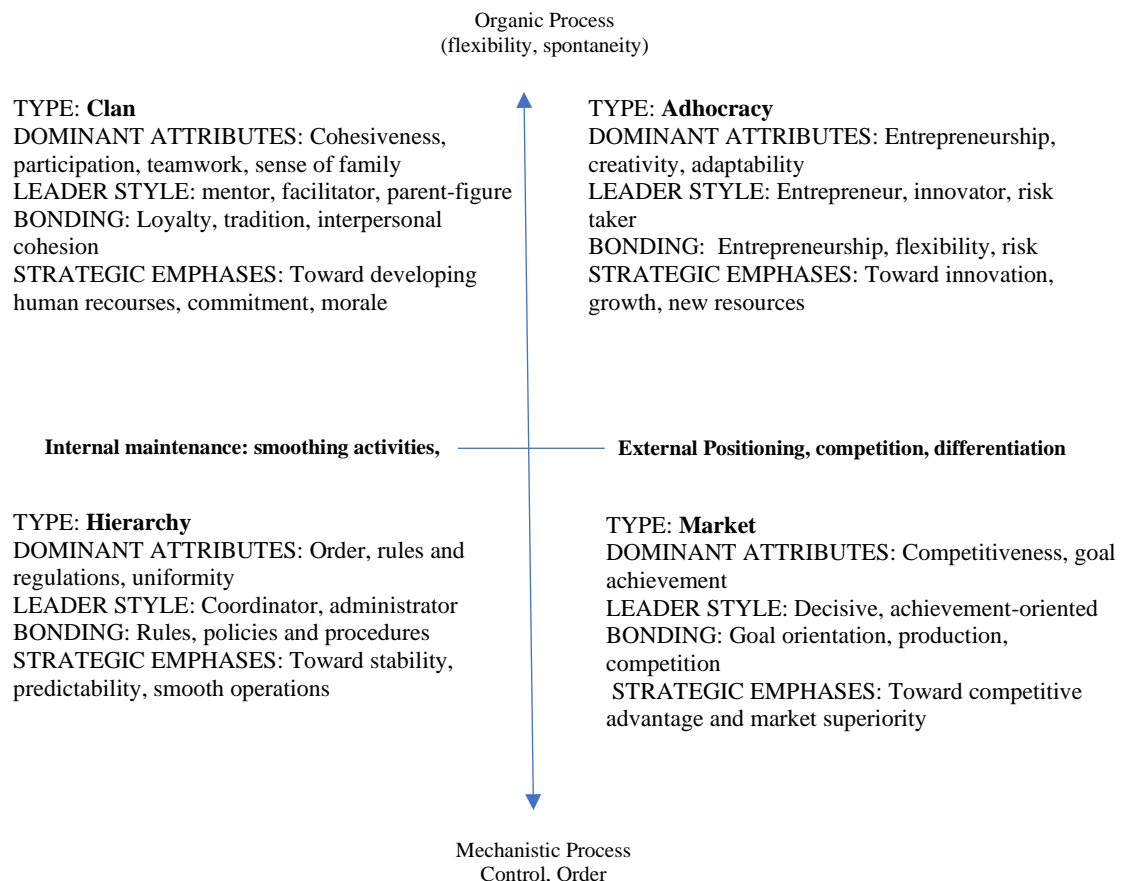 Organic Process
(flexibility, spontaneity)
TYPE: Clan
DOMINANT ATTRIBUTES: Cohesiveness,
participation, teamwork, sense of family
LEADER STYLE: mentor, facilitator, parent-figure
BONDING: Loyalty, tradition, interpersonal
cohesion
STRATEGIC EMPHASES: Toward developing
human recourses, commitment, morale
TYPE: Adhocracy
DOMINANT ATTRIBUTES: Entrepreneurship,
creativity, adaptability
LEADER STYLE: Entrepreneur, innovator, risk
taker
BONDING:  Entrepreneurship, flexibility, risk
STRATEGIC EMPHASES: Toward innovation,
growth, new resources
Internal maintenance: smoothing activities,
External Positioning, competition, differentiation
TYPE: Hierarchy
DOMINANT ATTRIBUTES: Order, rules and
regulations, uniformity
LEADER STYLE: Coordinator, administrator
BONDING: Rules, policies and procedures
STRATEGIC EMPHASES: Toward stability,
predictability, smooth operations
TYPE: Market
DOMINANT ATTRIBUTES: Competitiveness, goal
achievement
LEADER STYLE: Decisive, achievement-oriented
BONDING: Goal orientation, production,
competition
STRATEGIC EMPHASES: Toward competitive
advantage and market superiority
Mechanistic Process
Control, Order